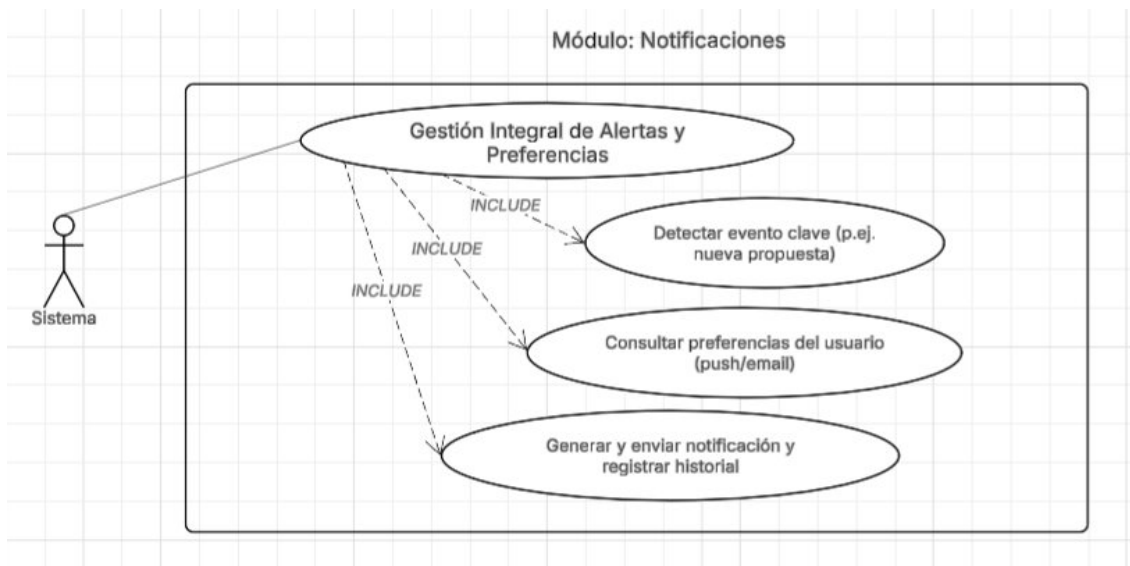 Módulo: Notificaciones
Gestión Integral de Alertas y
Preferencias
INCLUDE
Detectar evento clave (p.ej.
nueva propuesta)
INCLUDE
INCLUDE
Sistema
Consultar preferencias del usuario
(push/email)
Generar y enviar notificación y
registrar historial